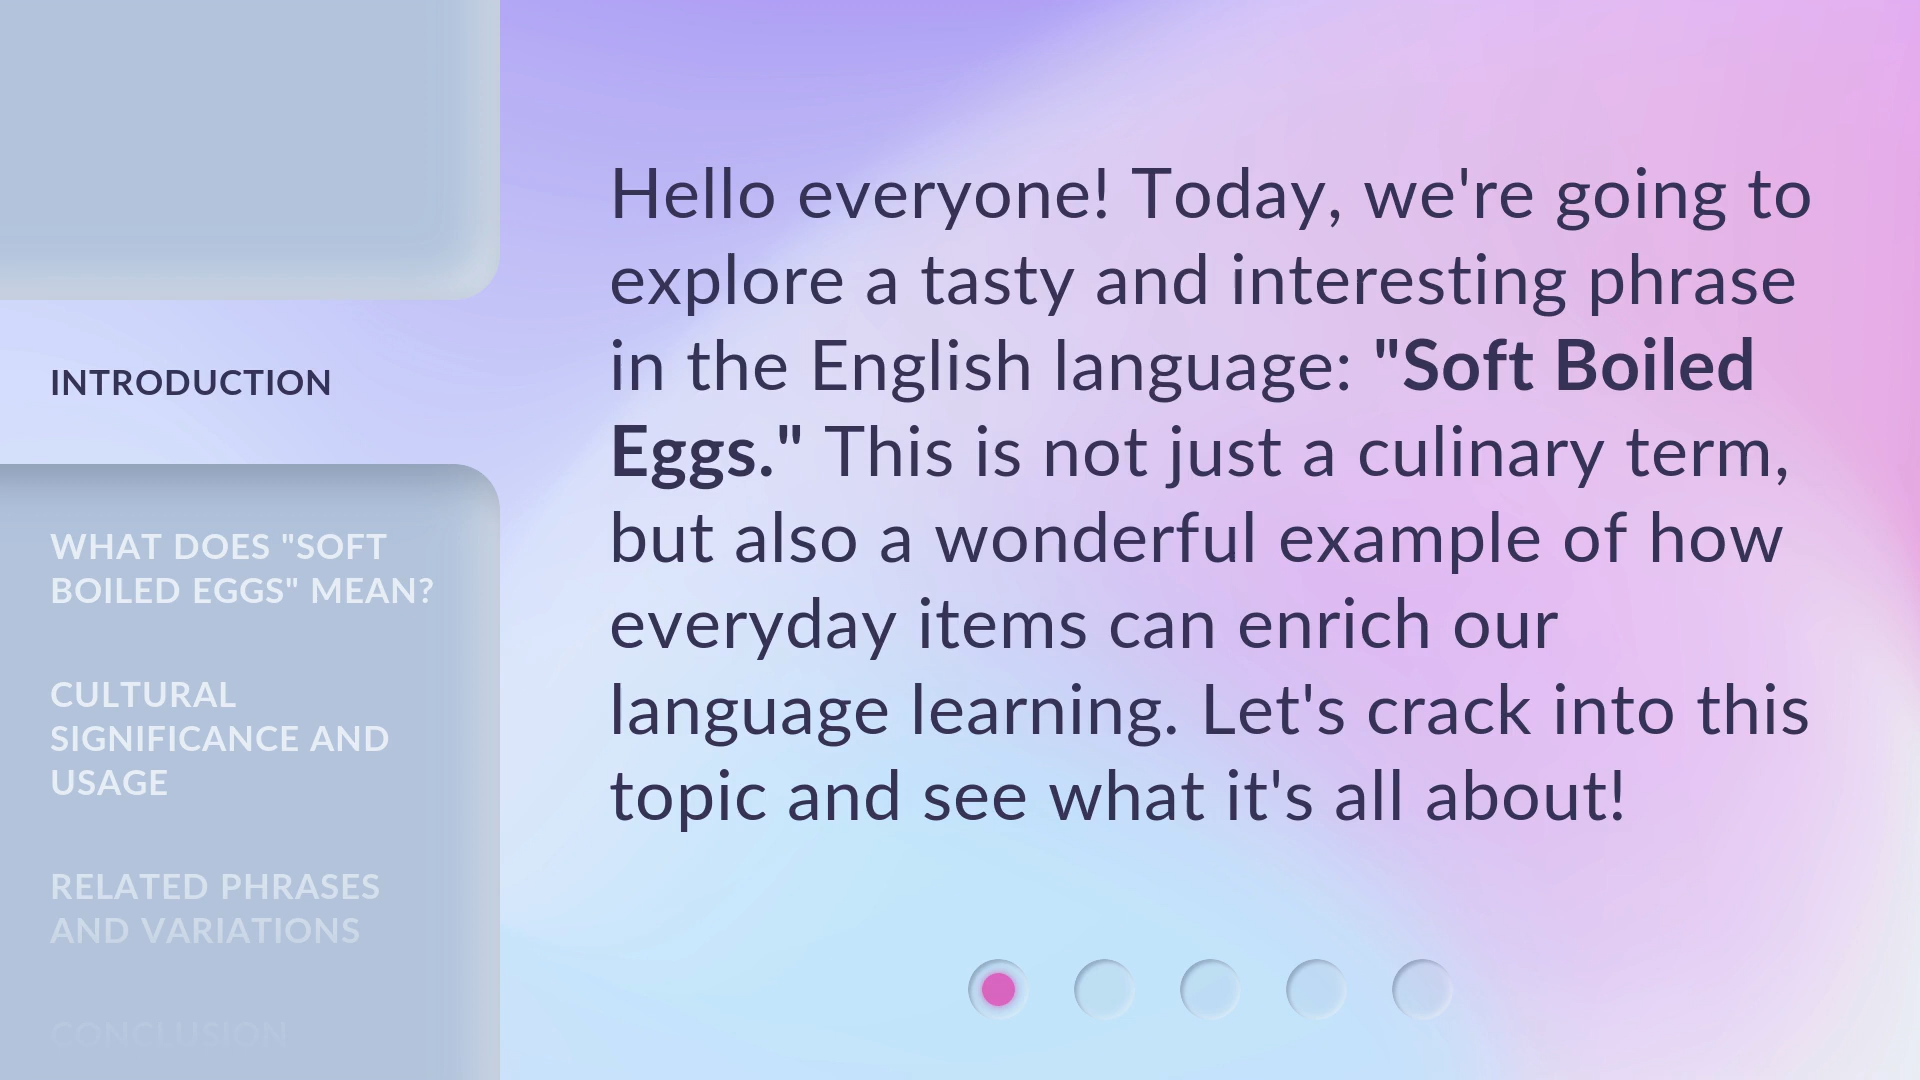 INTRODUCTION
WHAT DOES "SOFT
BOILED EGGS" MEAN?
CULTURAL
SIGNIFICANCE AND
USAGE
RELATED PHRASES
AND VARIATIONS
CONCLUSION
Hello everyone! Today, we're going to
explore a tasty and interesting phrase
in the English language: "Soft Boiled
Eggs." This is not just a culinary term,
but also a wonderful example of how
everyday items can enrich our
language learning. Let's crack into this
topic and see what it's all about!